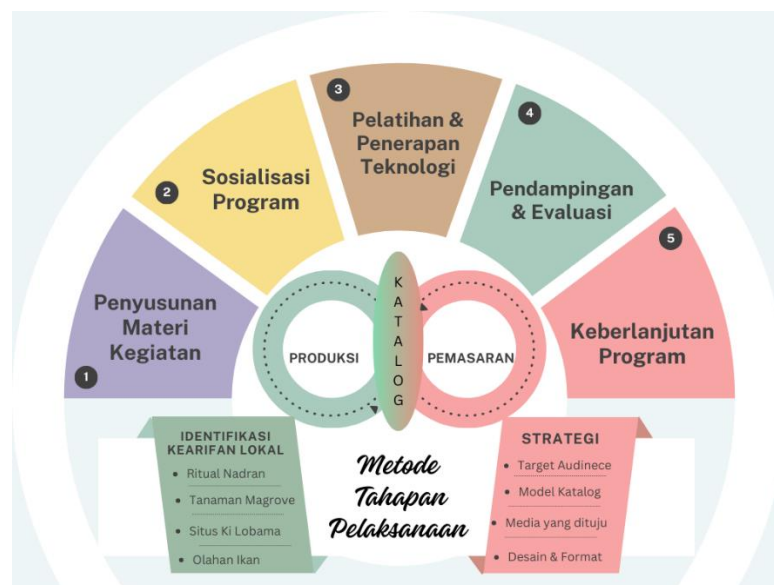 1
Penyusunan
Materi
Kegiatan
2
Sosialisasi
Program
3
Pelatihan &
Penerapan
Teknologi
4
Pendampingan
& Evaluasi
5
Keberlanjutan
Program
PRODUKSI
KATALOG
PEMASARAN
IDENTIFIKASI
KEARIFAN LOKAL
Ritual Nadran
Tanaman Magrove
Situs Ki Lobama
Olahan Ikan
Metode
Tahapan
Pelaksanaan
STRATEGI
Target Audinece
Model Katalog
Media yang dituju
Desain & Format